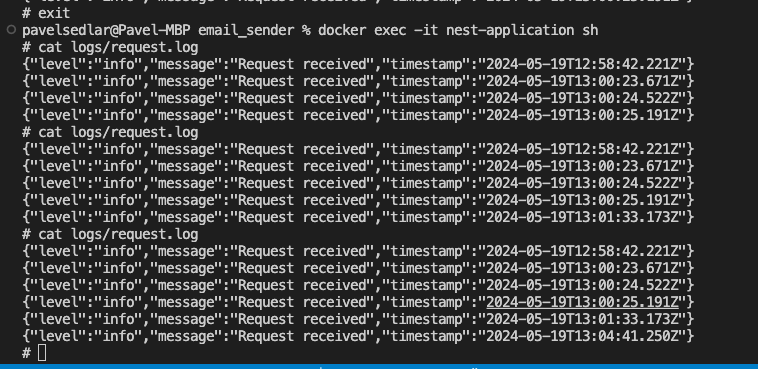 # exit
pavelsedlar@Pavel-MBP email_sender % docker exec -it nest-application sh
# cat logs/request.log
{"level":"info","message":"Request received","timestamp":"2024-05-19T12:58:42.221Z"}
{"level":"info","message":"Request received","timestamp":"2024-05-19T13:00:23.671Z"}
{"level":"info","message":"Request received","timestamp":"2024-05-19T13:00:24.522Z"}
{"level":"info","message":"Request received","timestamp":"2024-05-19T13:00:25.191Z"}
# cat logs/request.log
{"level":"info","message":"Request received","timestamp":"2024-05-19T12:58:42.221Z"}
{"level":"info","message":"Request received","timestamp":"2024-05-19T13:00:23.671Z"}
{"level":"info","message":"Request received","timestamp":"2024-05-19T13:00:24.522Z"}
{"level":"info","message":"Request received","timestamp":"2024-05-19T13:00:25.191Z"}
{"level":"info","message":"Request received","timestamp":"2024-05-19T13:01:33.173Z"}
# cat logs/request.log
{"level":"info","message":"Request received","timestamp":"2024-05-19T12:58:42.221Z"}
{"level":"info","message":"Request received","timestamp":"2024-05-19T13:00:23.671Z"}
{"level":"info","message":"Request received","timestamp":"2024-05-19T13:00:24.522Z"}
{"level":"info","message":"Request received","timestamp":"2024-05-19T13:00:25.191Z"}
{"level":"info","message":"Request received","timestamp":"2024-05-19T13:01:33.173Z"}
{"level":"info","message":"Request received","timestamp":"2024-05-19T13:04:41.250Z"}
#